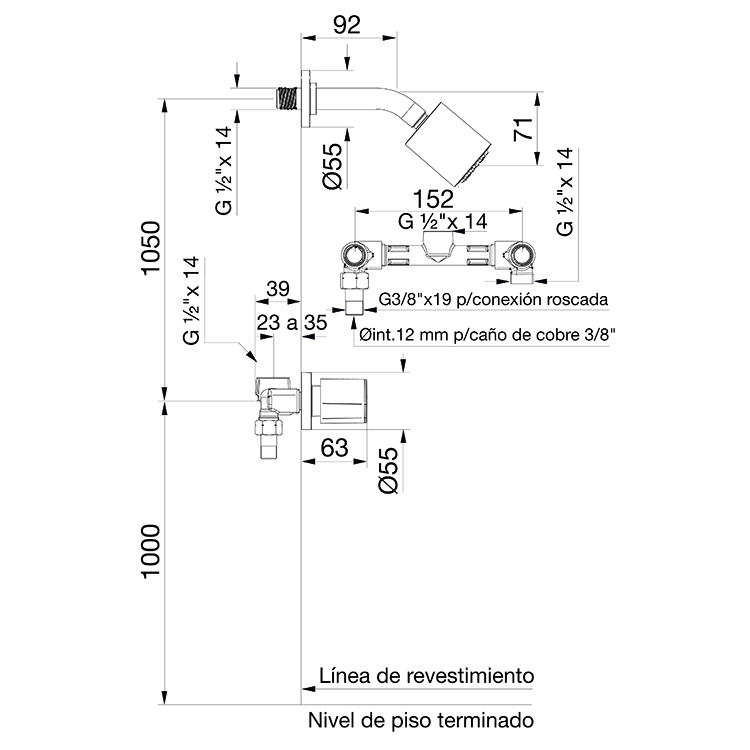 92
G ½"x 14
Ø55
71
G ½"x 14
152
G ½"x 14
1050
G ½"x 14
39
23 a 35
G3/8"x19 p/conexión roscada
Øint.12 mm p/caño de cobre 3/8"
63
Ø55
1000
Línea de revestimiento
Nivel de piso terminado